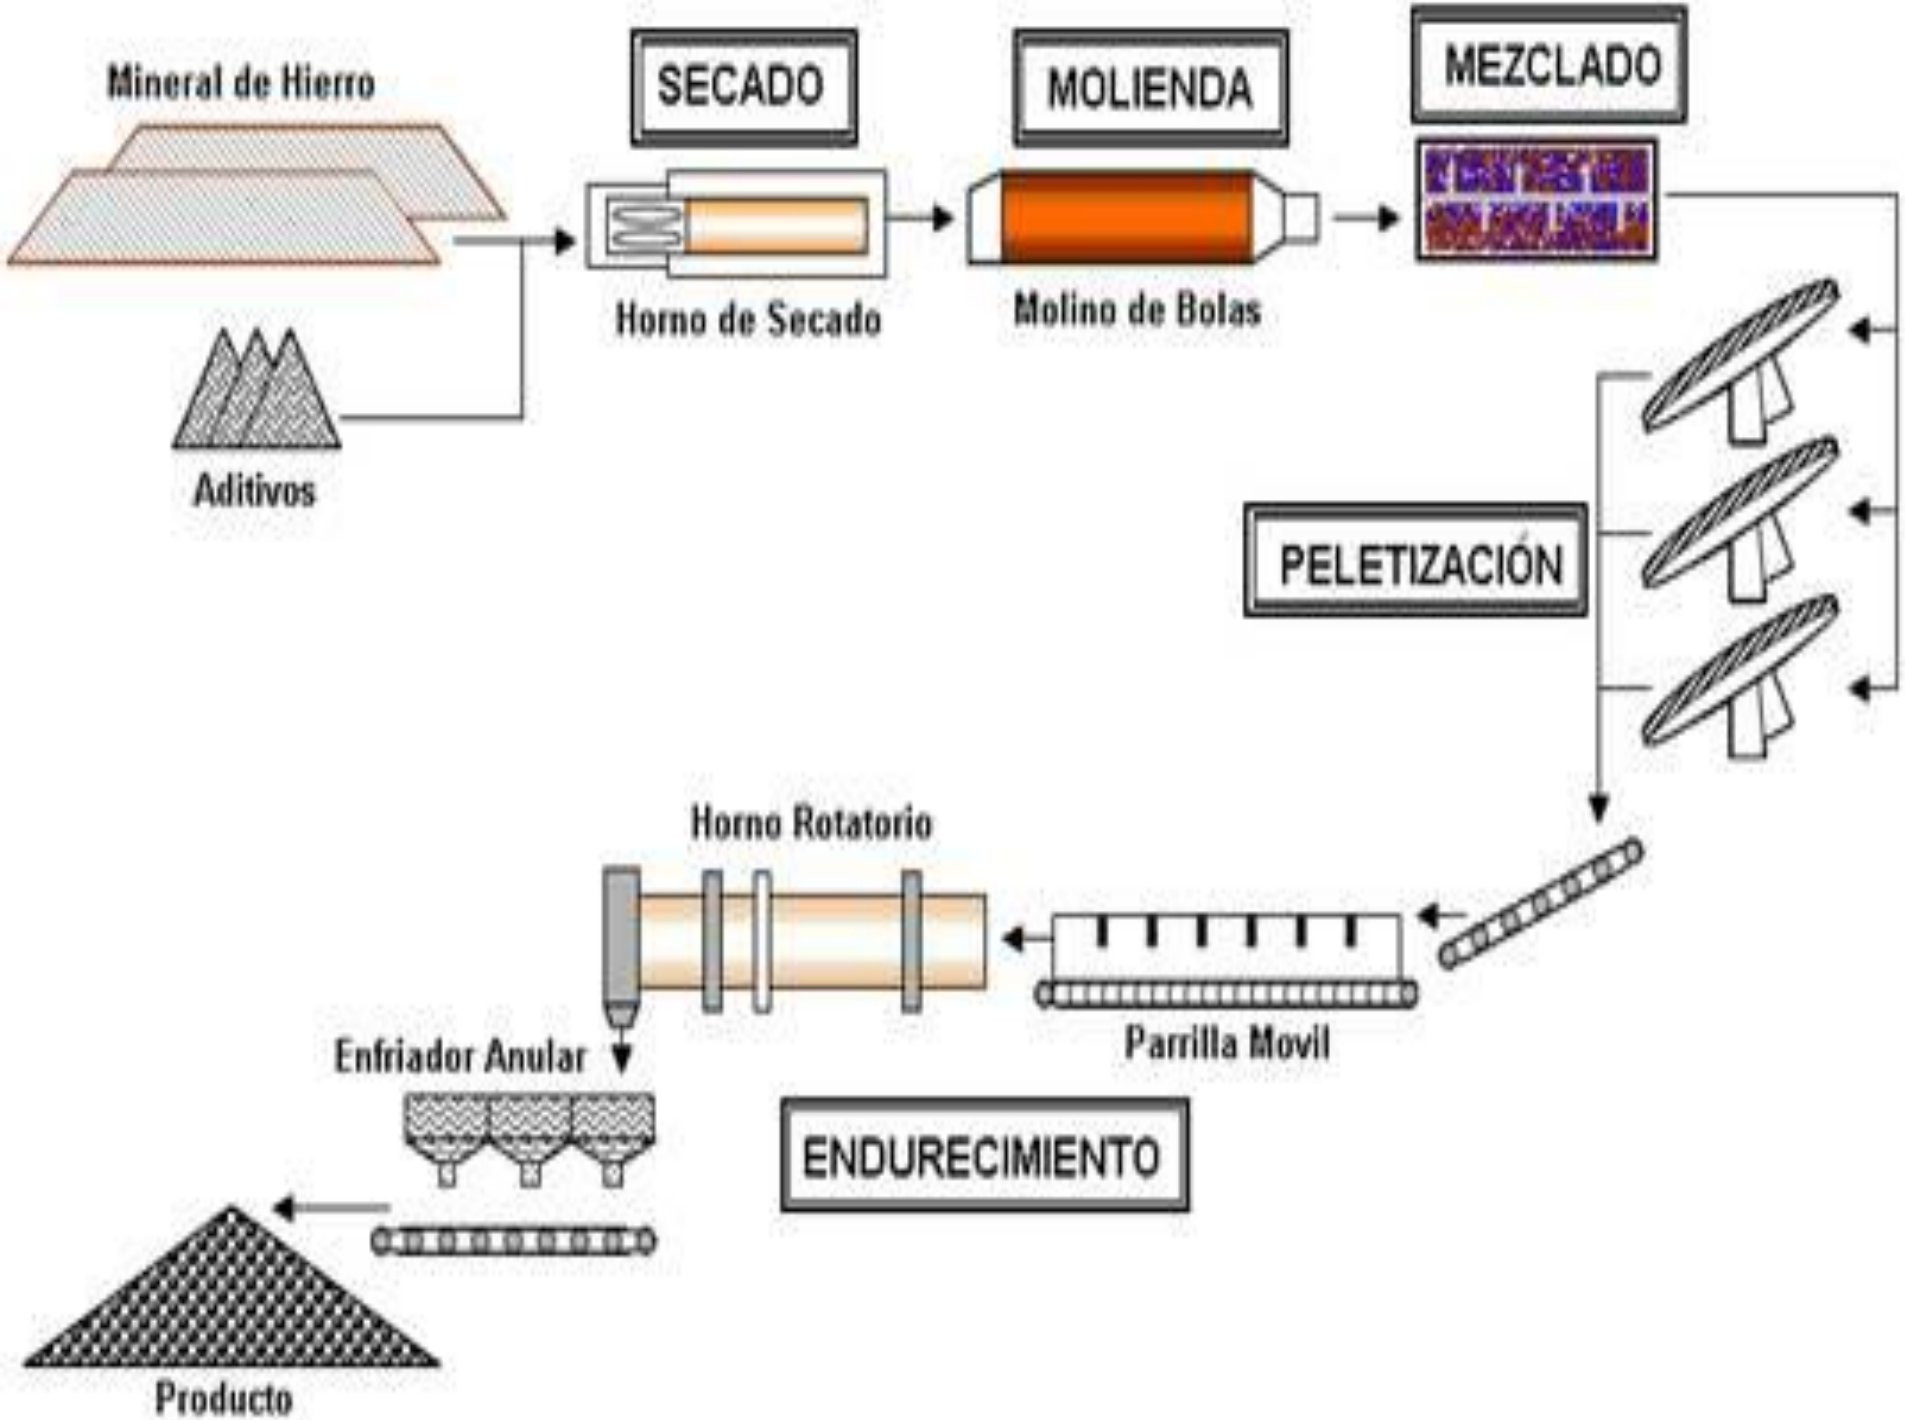 Mineral de Hierro
SECADO
MOLIENDA
MEZCLADO
Horno de Secado
Molino de Bolas
Aditivos
PELETIZACIÓN
Horno Rotatorio
Parrilla Movil
Enfriador Anular
ENDURECIMIENTO
Producto